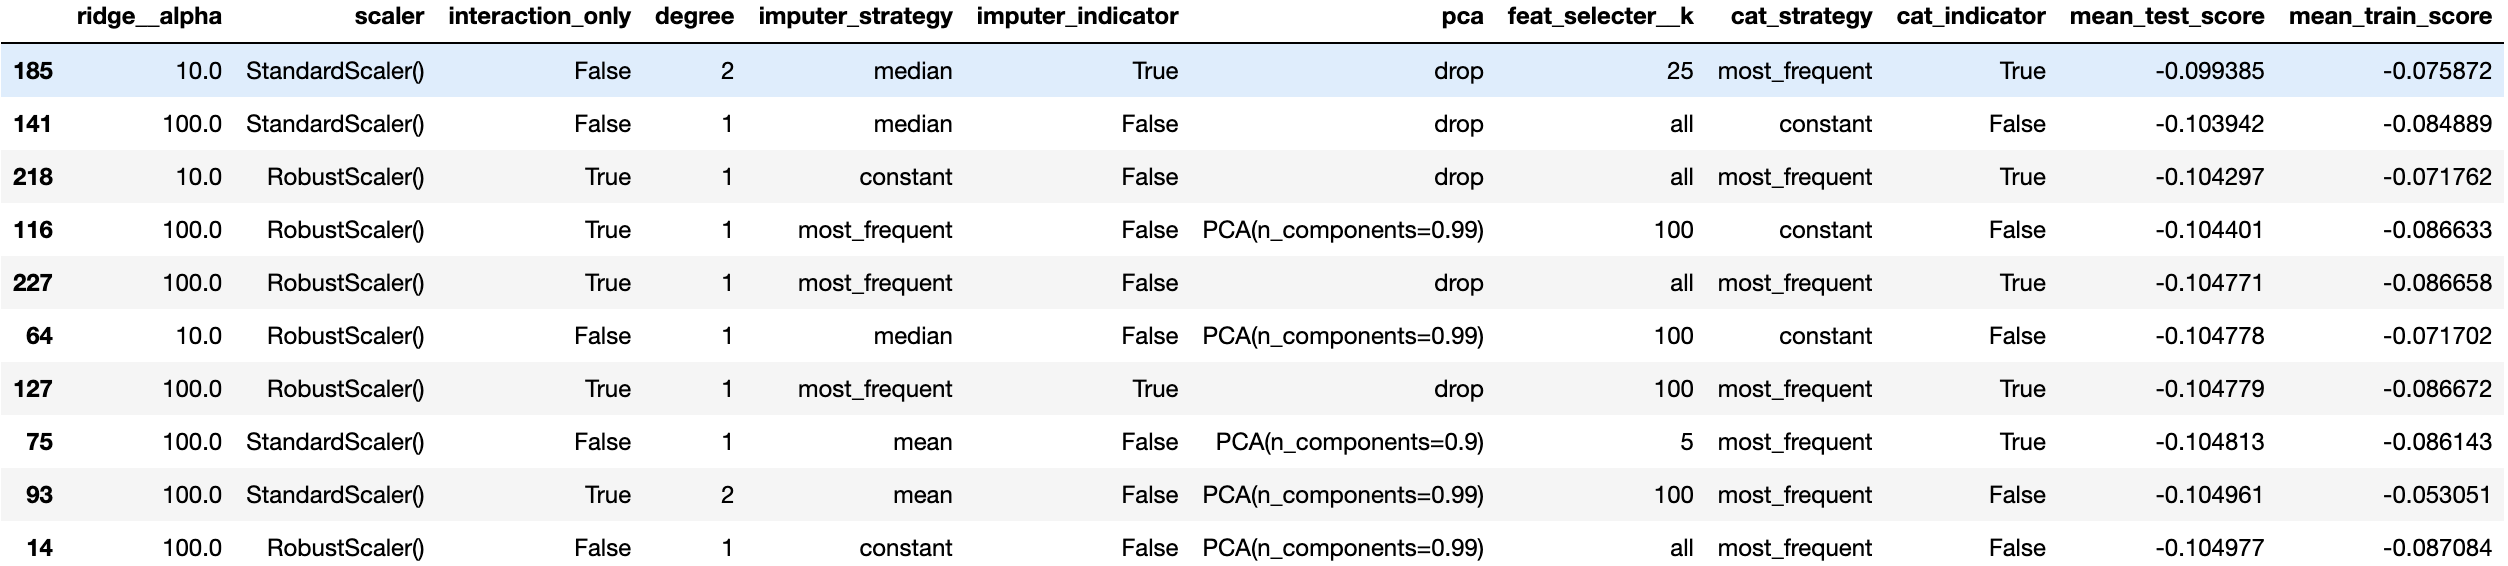 ridge__alpha scaler interaction_only degree imputer_strategy imputer_indicator pca feat_selecter__k cat_strategy cat_indicator mean_test_score mean_train_score
185 10.0 StandardScaler() False 2 median True drop 25 most_frequent True -0.099385 -0.075872
141 100.0 StandardScaler() False 1 median False drop all constant False -0.103942 -0.084889
218 10.0 RobustScaler() True 1 constant False drop all most_frequent True -0.104297 -0.071762
116 100.0 RobustScaler() True 1 most_frequent False PCA(n_components=0.99) 100 constant False -0.104401 -0.086633
227 100.0 RobustScaler() True 1 most_frequent False drop all most_frequent True -0.104771 -0.086658
64 10.0 RobustScaler() False 1 median False PCA(n_components=0.99) 100 constant False -0.104778 -0.071702
127 100.0 RobustScaler() True 1 most_frequent True drop 100 most_frequent True -0.104779 -0.086672
75 100.0 StandardScaler() False 1 mean False PCA(n_components=0.9) 5 most_frequent True -0.104813 -0.086143
93 100.0 StandardScaler() True 2 mean False PCA(n_components=0.99) 100 most_frequent False -0.104961 -0.053051
14 100.0 RobustScaler() False 1 constant False PCA(n_components=0.99) all most_frequent False -0.104977 -0.087084